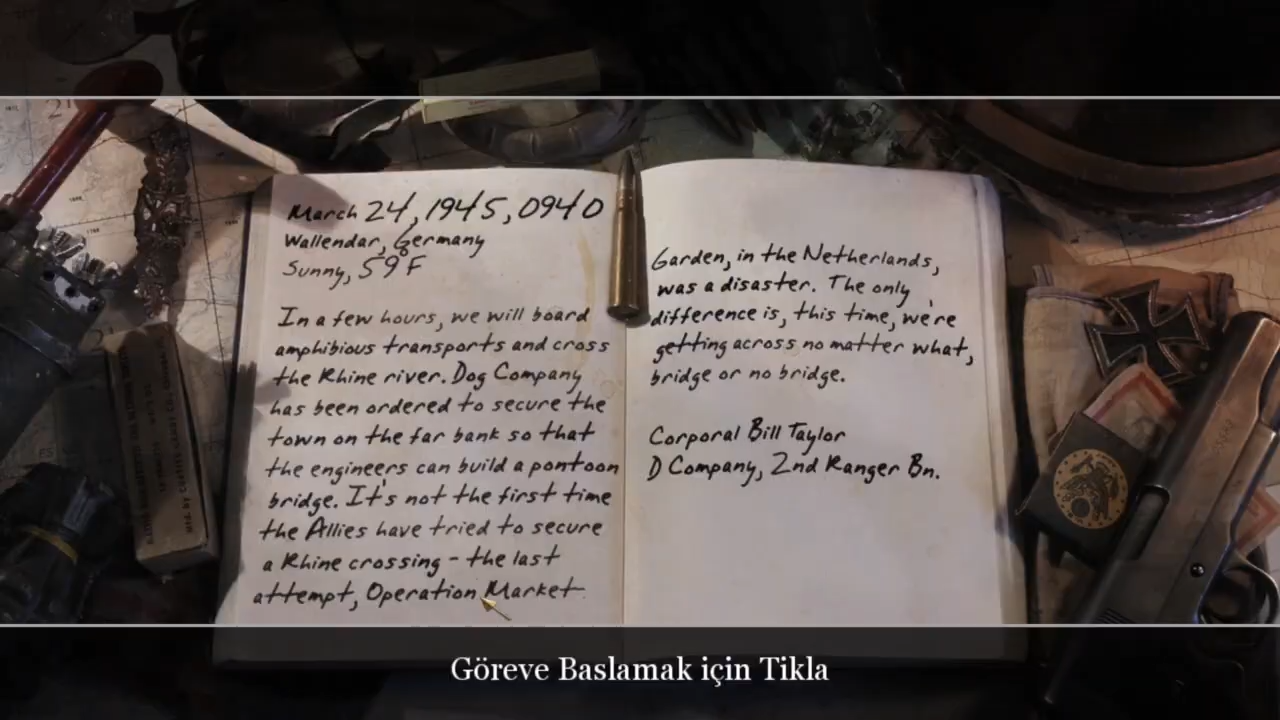 March 24, 1945, 0940
Wallendar, Germany
Sunny, 59°F
In a few hours, we will board
amphibious transports and cross
the Rhine river. Dog Company
has been ordered to secure the
town on the far bank so that
the engineers can build a pontoon
bridge. It's not the first time
the Allies have tried to secure
a Rhine crossing - the last
attempt, Operation Market
Garden, in the Netherlands,
was a disaster. The only
difference is, this time, we're
getting across no matter what,
bridge or no bridge.
Corporal Bill Taylor
D Company, 2nd Ranger Bn.
Göreve Baslamak için Tikla